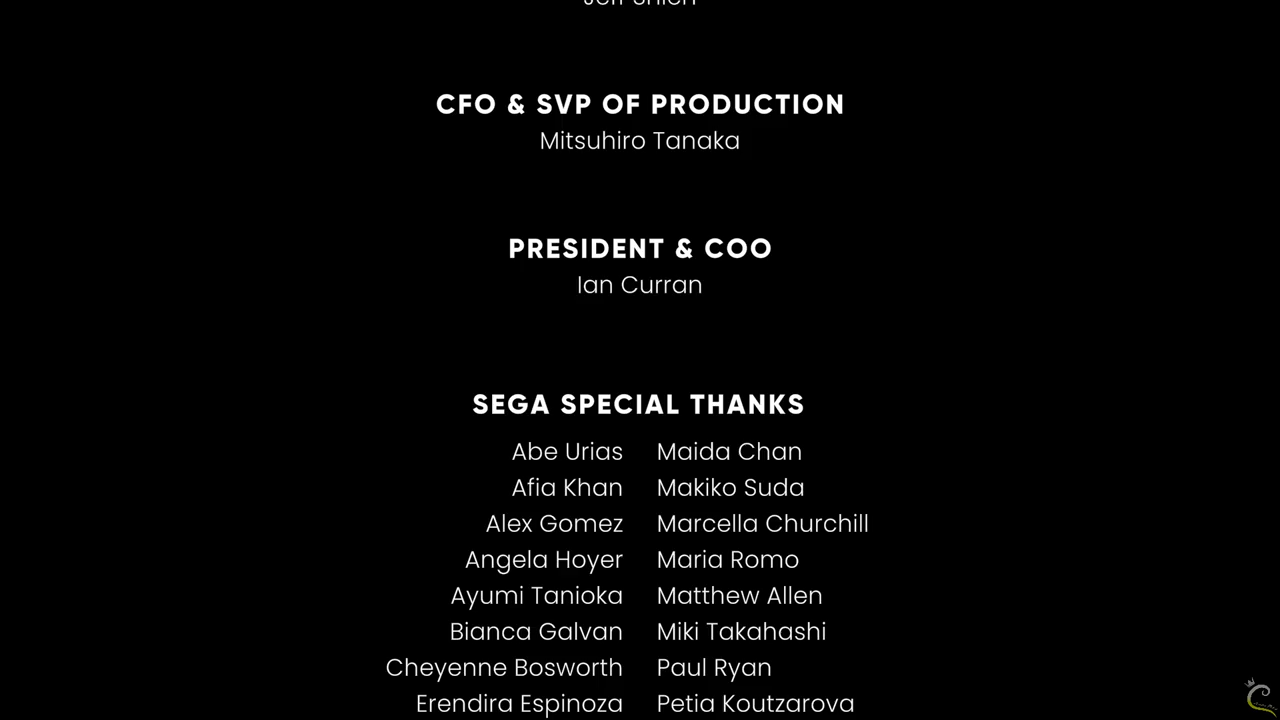 CFO & SVP OF PRODUCTION
Mitsuhiro Tanaka
PRESIDENT & COO
Ian Curran
SEGA SPECIAL THANKS
Abe Urias Maida Chan
Afia Khan Makiko Suda
Alex Gomez Marcella Churchill
Angela Hoyer Maria Romo
Ayumi Tanioka Matthew Allen
Bianca Galvan Miki Takahashi
Cheyenne Bosworth Paul Ryan
Erendira Espinoza Petia Koutzarova